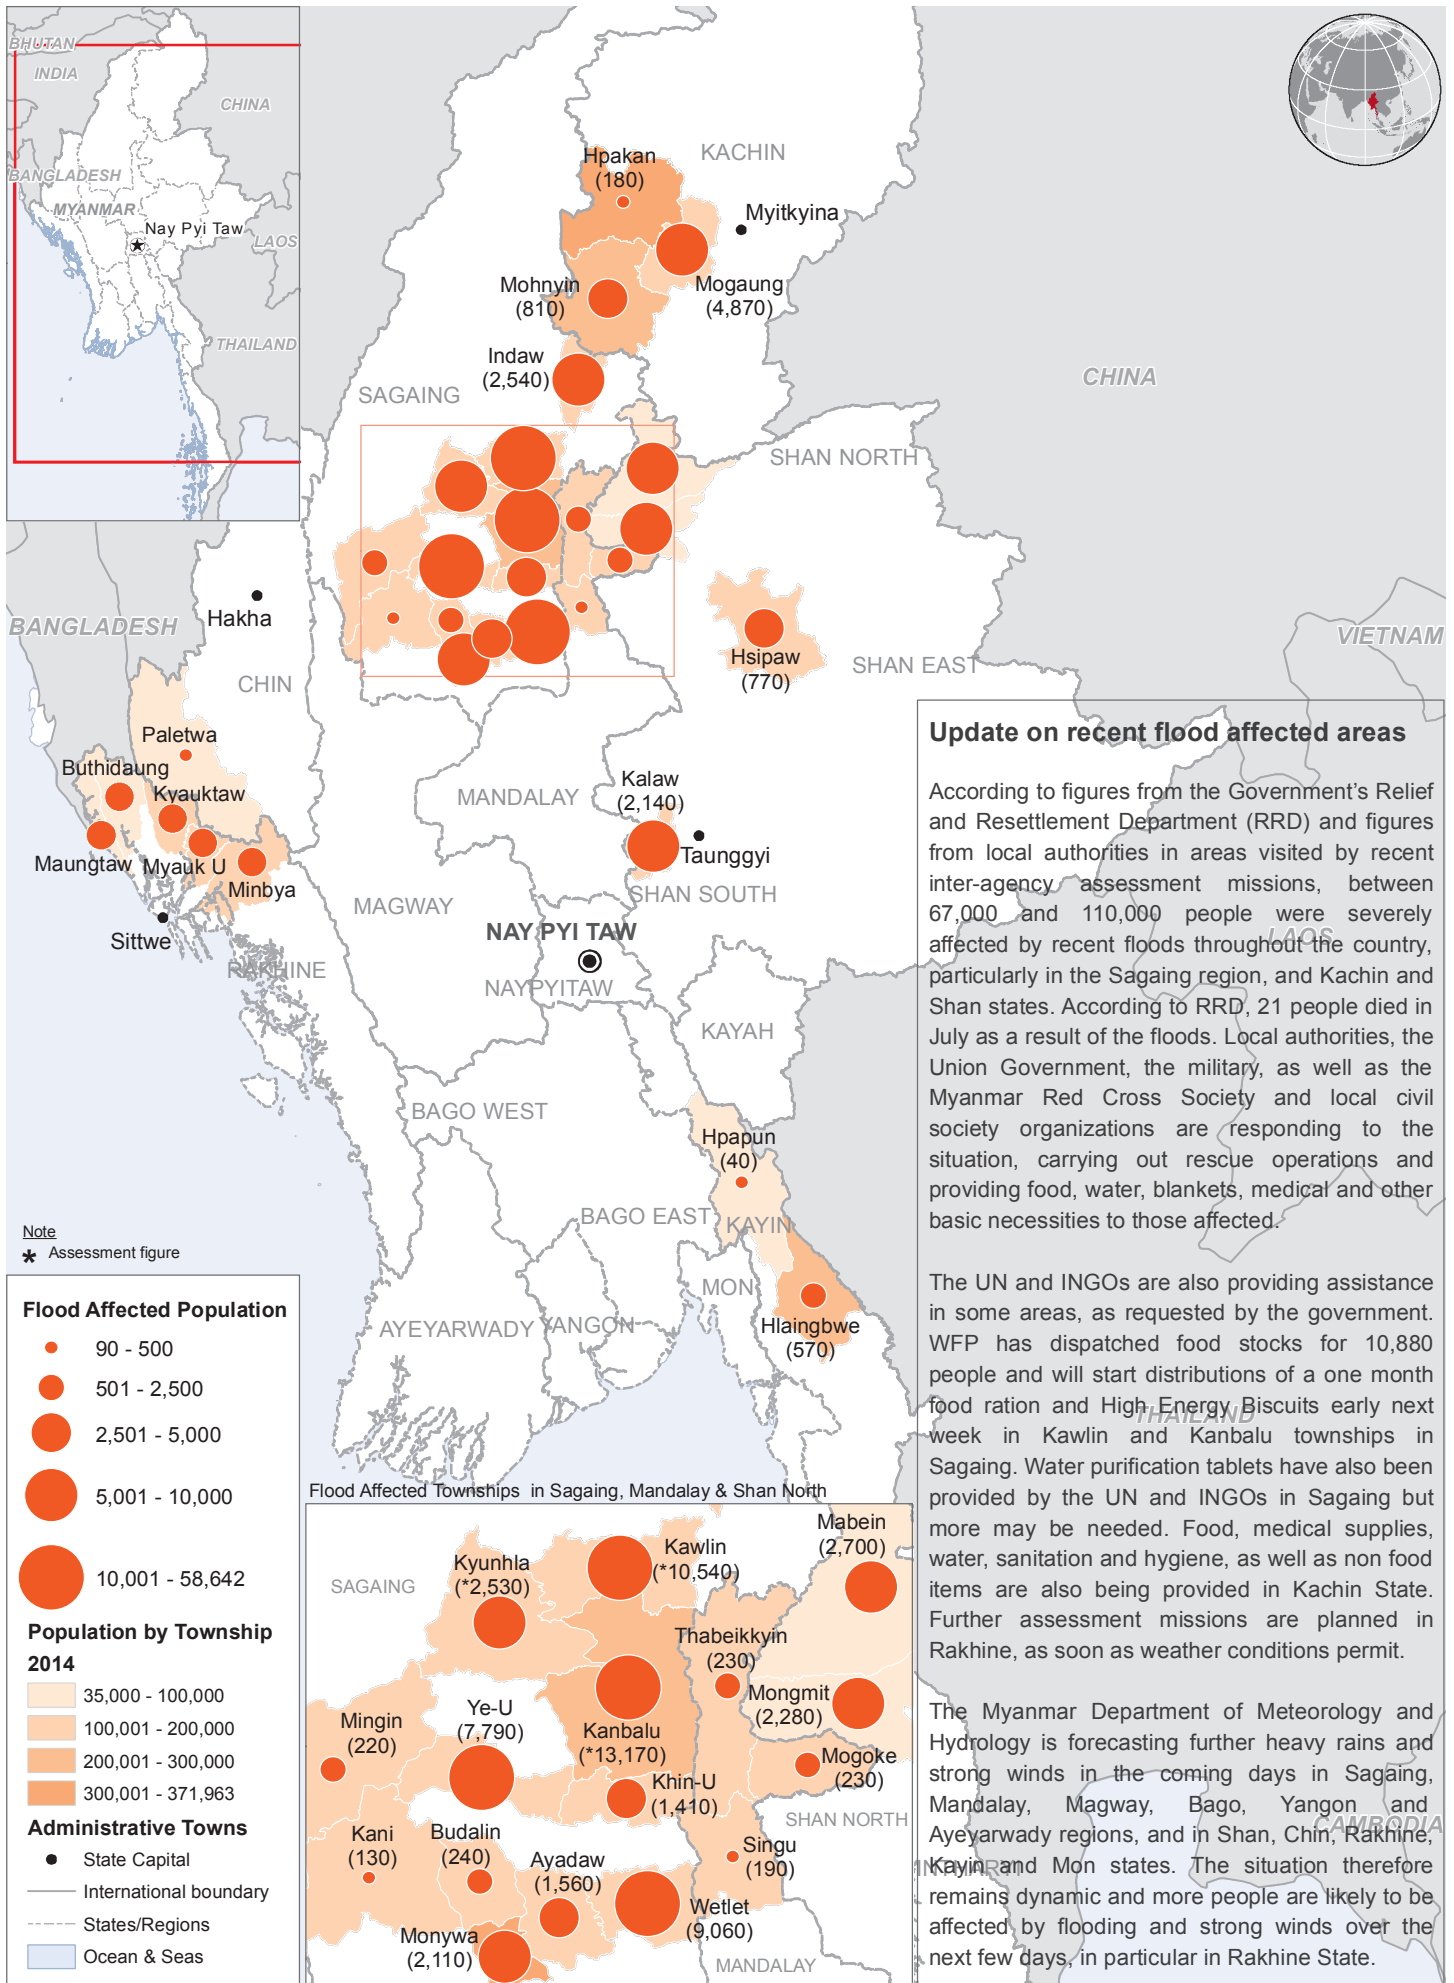 BHUTAN
INDIA
CHINA
BANGLADESH
MYANMAR
Nay Pyi Taw
LAOS
THAILAND
KACHIN
Hpakan
(180)
Myitkyina
Mohnyin
(810)
Mogaung
(4,870)
Indaw
(2,540)
SAGAING
CHINA
SHAN NORTH
Hakha
BANGLADESH
VIETNAM
CHIN
Hsipaw
(770)
SHAN EAST
Paletwa
Buthidaung
Kyauktaw
Maungtaw
Myauk U
Minbya
Sittwe
RAKHINE
MANDALAY
Kalaw
(2,140)
Taunggyi
SHAN SOUTH
MAGWAY
NAY PYI TAW
NAYPYITAW
KAYAH
LAOS
BAGO WEST
Hpapun
(40)
BAGO EAST
KAYIN
MON
Hlaingbwe
(570)
AYEYARWADY
YANGON
THAILAND
CAMBODIA
Update on recent flood affected areas
According to figures from the Government's Relief
and Resettlement Department (RRD) and figures
from local authorities in areas visited by recent
inter-agency assessment missions, between
67,000 and 110,000 people were severely
affected by recent floods throughout the country,
particularly in the Sagaing region, and Kachin and
Shan states. According to RRD, 21 people died in
July as a result of the floods. Local authorities, the
Union Government, the military, as well as the
Myanmar Red Cross Society and local civil
society organizations are responding to the
situation, carrying out rescue operations and
providing food, water, blankets, medical and other
basic necessities to those affected.
The UN and INGOs are also providing assistance
in some areas, as requested by the government.
WFP has dispatched food stocks for 10,880
people and will start distributions of a one month
food ration and High Energy Biscuits early next
week in Kawlin and Kanbalu townships in
Sagaing. Water purification tablets have also been
provided by the UN and INGOs in Sagaing but
more may be needed. Food, medical supplies,
water, sanitation and hygiene, as well as non food
items are also being provided in Kachin State.
Further assessment missions are planned in
Rakhine, as soon as weather conditions permit.
The Myanmar Department of Meteorology and
Hydrology is forecasting further heavy rains and
strong winds in the coming days in Sagaing,
Mandalay, Magway, Bago, Yangon and
Ayeyarwady regions, and in Shan, Chin, Rakhine,
Kayin and Mon states. The situation therefore
remains dynamic and more people are likely to be
affected by flooding and strong winds over the
next few days, in particular in Rakhine State.
Note
* Assessment figure
Flood Affected Population
90 - 500
501 - 2,500
2,501 - 5,000
5,001 - 10,000
10,001 - 58,642
Population by Township
2014
35,000 - 100,000
100,001 - 200,000
200,001 - 300,000
300,001 - 371,963
Administrative Towns
State Capital
International boundary
States/Regions
Ocean & Seas
Flood Affected Townships in Sagaing, Mandalay & Shan North
SAGAING
Kyunhla
(*2,530)
Kawlin
(*10,540)
Mabein
(2,700)
Thabeikkyin
(230)
Mongmit
(2,280)
Mingin
(220)
Ye-U
(7,790)
Kanbalu
(*13,170)
Mogoke
(230)
Khin-U
(1,410)
SHAN NORTH
Kani
(130)
Budalin
(240)
Ayadaw
(1,560)
Singu
(190)
Wetlet
(9,060)
Monywa
(2,110)
MANDALAY